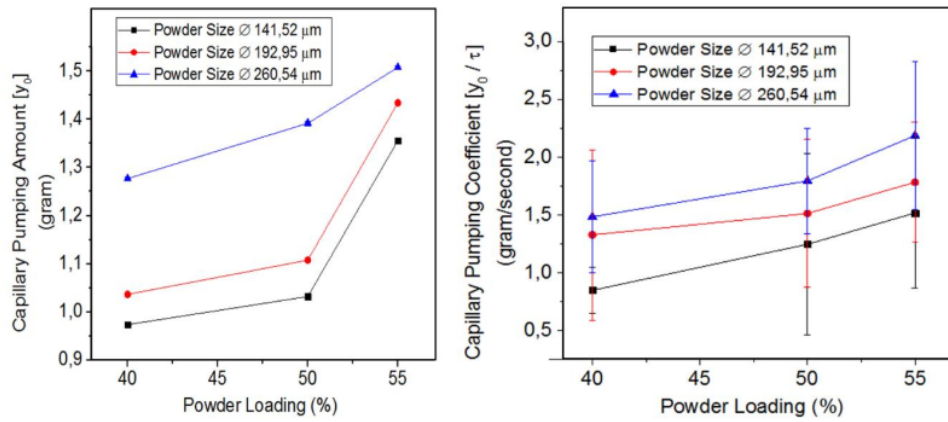 Capillary Pumping Amount [y₀]
(gram)
Powder Size ∅ 141,52 µm
Powder Size ∅ 192,95 µm
Powder Size ∅ 260,54 µm
1,5
1,4
1,3
1,2
1,1
1,0
0,9
40 45 50 55
Powder Loading (%)
Capillary Pumping Coefficient [y₀ / τ]
(gram/second)
Powder Size ∅ 141,52 µm
Powder Size ∅ 192,95 µm
Powder Size ∅ 260,54 µm
3,0
2,5
2,0
1,5
1,0
0,5
40 45 50 55
Powder Loading (%)